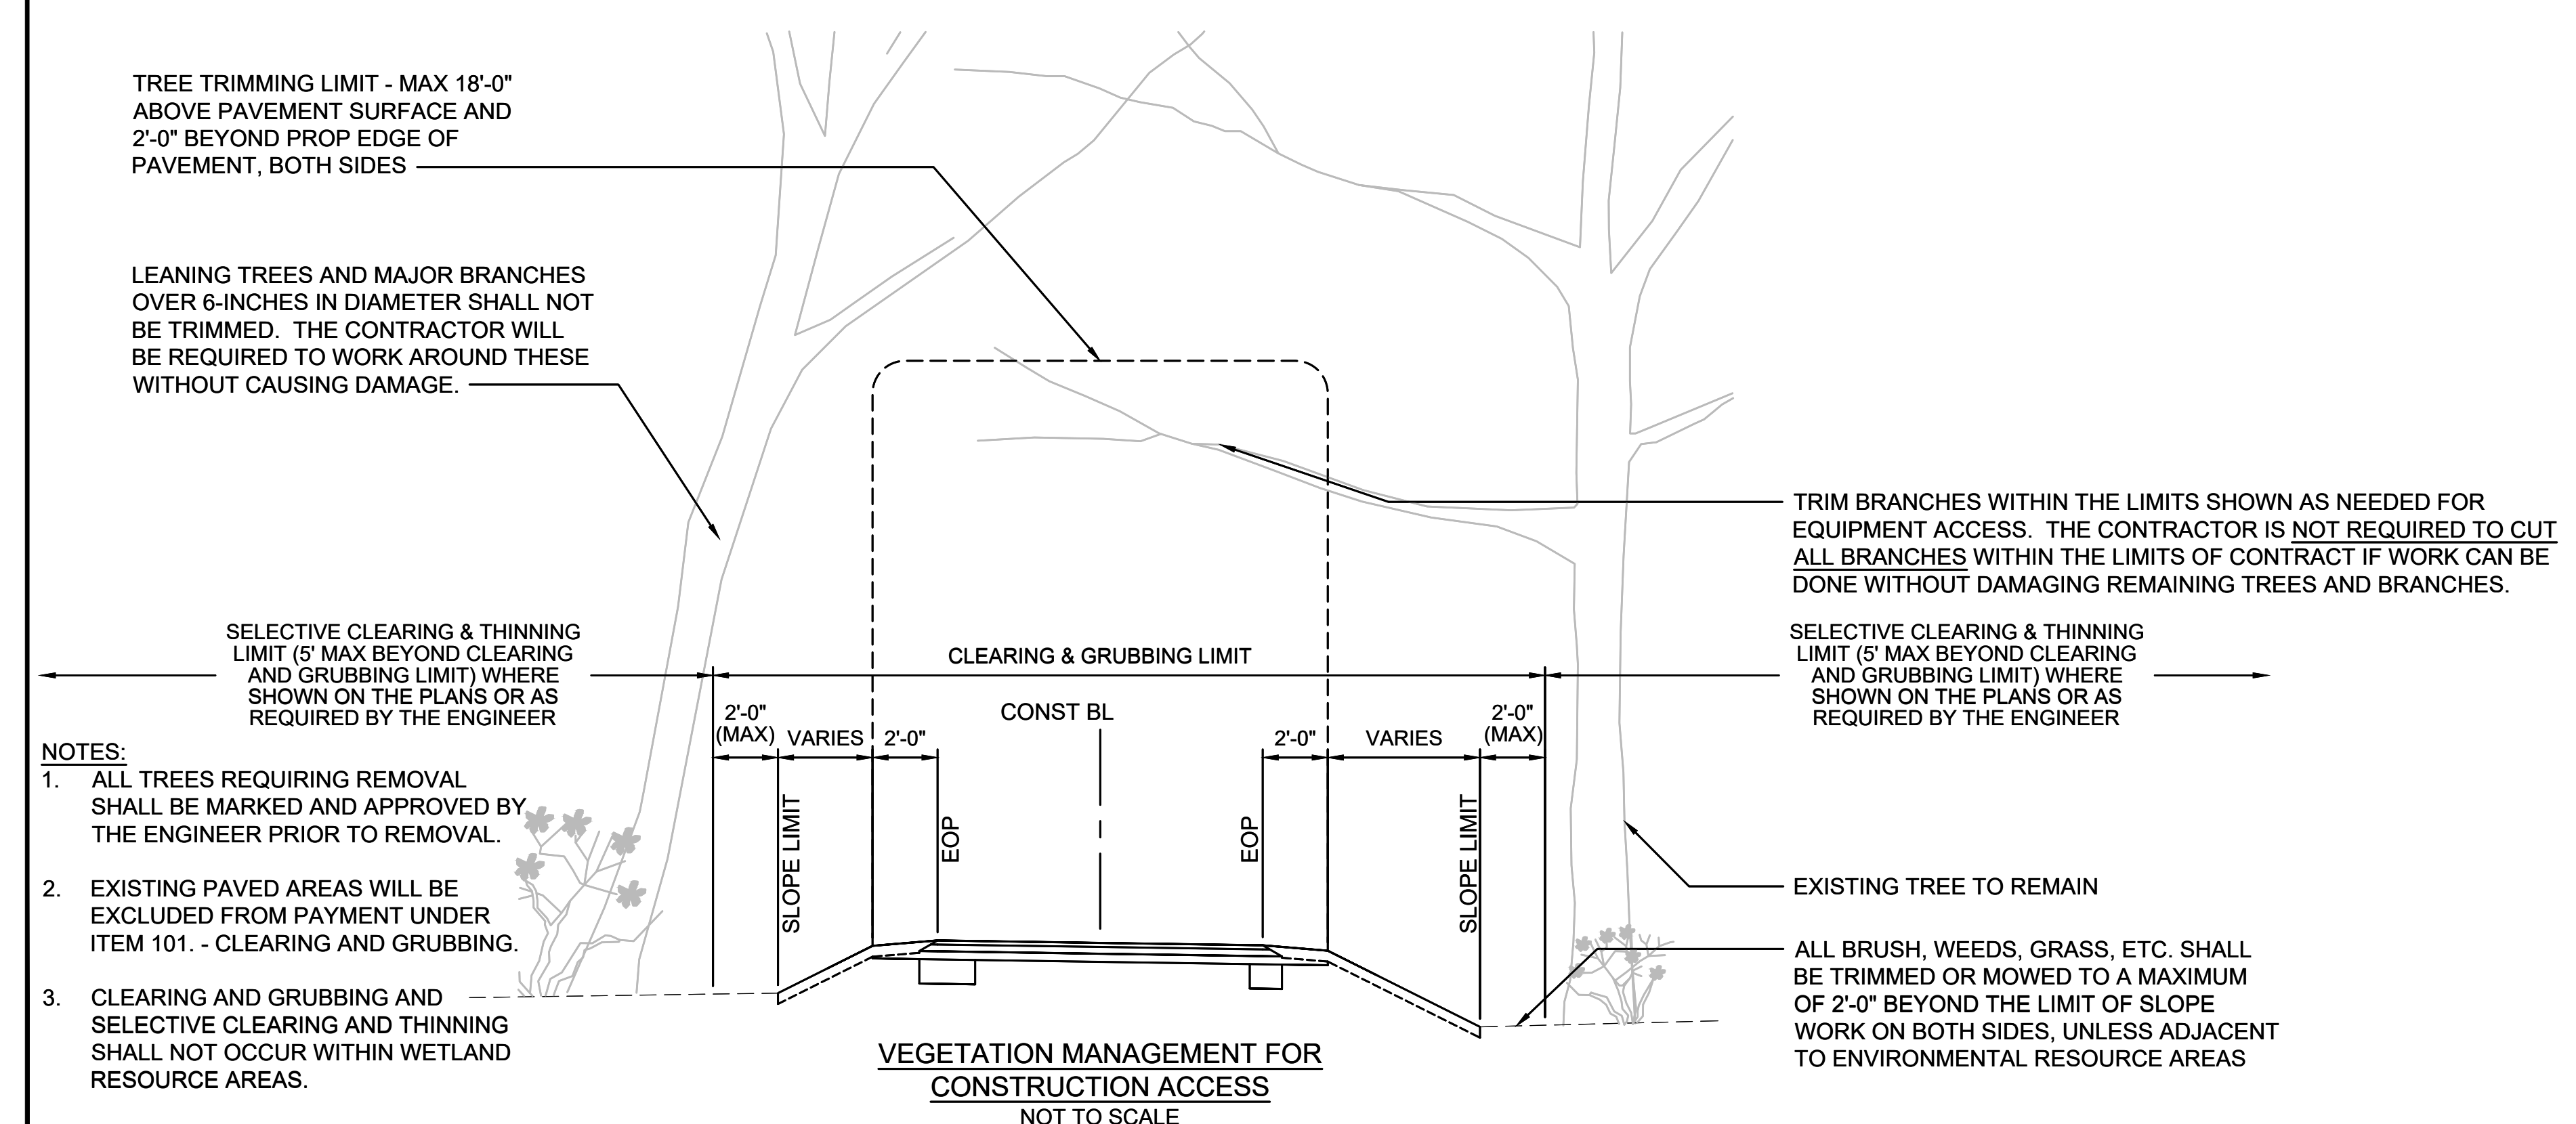 TREE TRIMMING LIMIT - MAX 18'-0"
ABOVE PAVEMENT SURFACE AND
2'-0" BEYOND PROP EDGE OF
PAVEMENT, BOTH SIDES
LEANING TREES AND MAJOR BRANCHES
OVER 6-INCHES IN DIAMETER SHALL NOT
BE TRIMMED. THE CONTRACTOR WILL
BE REQUIRED TO WORK AROUND THESE
WITHOUT CAUSING DAMAGE.
TRIM BRANCHES WITHIN THE LIMITS SHOWN AS NEEDED FOR
EQUIPMENT ACCESS. THE CONTRACTOR IS NOT REQUIRED TO CUT
ALL BRANCHES WITHIN THE LIMITS OF CONTRACT IF WORK CAN BE
DONE WITHOUT DAMAGING REMAINING TREES AND BRANCHES.
SELECTIVE CLEARING & THINNING
LIMIT (5' MAX BEYOND CLEARING
AND GRUBBING LIMIT) WHERE
SHOWN ON THE PLANS OR AS
REQUIRED BY THE ENGINEER
CLEARING & GRUBBING LIMIT
SELECTIVE CLEARING & THINNING
LIMIT (5' MAX BEYOND CLEARING
AND GRUBBING LIMIT) WHERE
SHOWN ON THE PLANS OR AS
REQUIRED BY THE ENGINEER
2'-0"
(MAX)
VARIES
2'-0"
CONST BL
2'-0"
VARIES
2'-0"
(MAX)
SLOPE LIMIT
EOP
EOP
SLOPE LIMIT
NOTES:
1. ALL TREES REQUIRING REMOVAL
SHALL BE MARKED AND APPROVED BY
THE ENGINEER PRIOR TO REMOVAL.
2. EXISTING PAVED AREAS WILL BE
EXCLUDED FROM PAYMENT UNDER
ITEM 101. - CLEARING AND GRUBBING.
3. CLEARING AND GRUBBING AND
SELECTIVE CLEARING AND THINNING
SHALL NOT OCCUR WITHIN WETLAND
RESOURCE AREAS.
EXISTING TREE TO REMAIN
ALL BRUSH, WEEDS, GRASS, ETC. SHALL
BE TRIMMED OR MOWED TO A MAXIMUM
OF 2'-0" BEYOND THE LIMIT OF SLOPE
WORK ON BOTH SIDES, UNLESS ADJACENT
TO ENVIRONMENTAL RESOURCE AREAS
VEGETATION MANAGEMENT FOR
CONSTRUCTION ACCESS
NOT TO SCALE